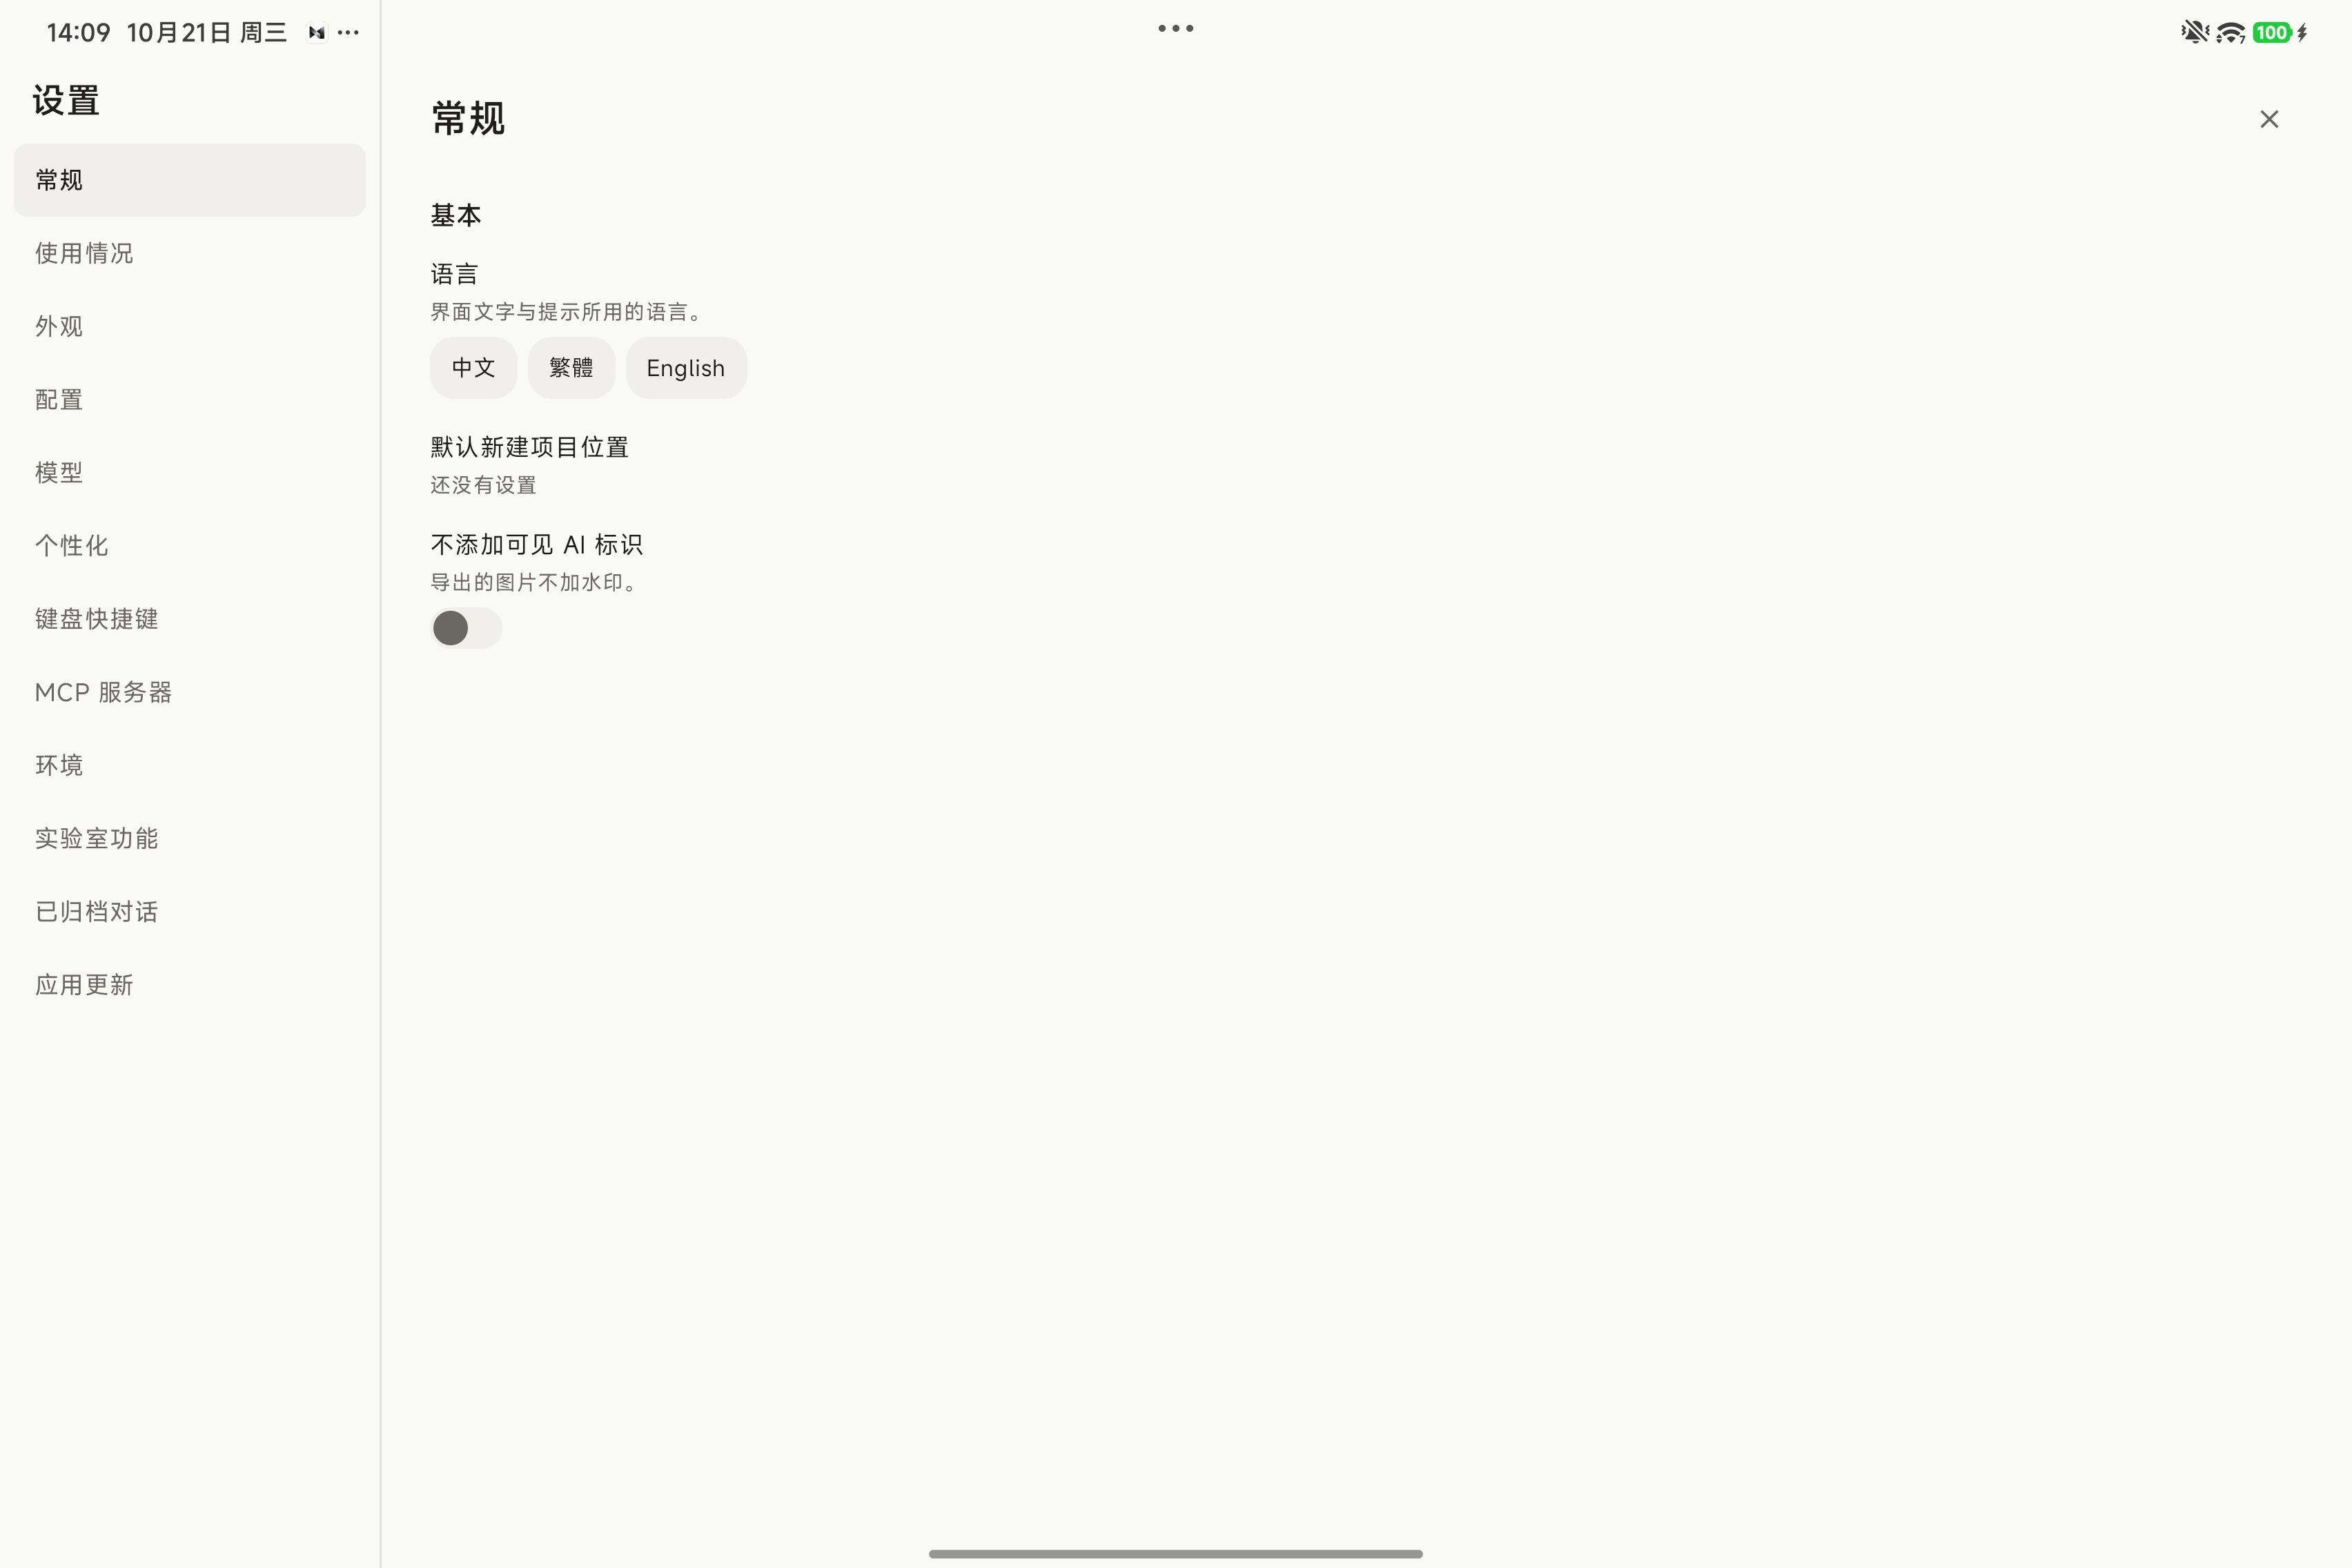 14:09 10月21日 周三
100
设置
常规
使用情况
外观
配置
模型
个性化
键盘快捷键
MCP 服务器
环境
实验室功能
已归档对话
应用更新
常规
基本
语言
界面文字与提示所用的语言。
中文 繁體 English
默认新建项目位置
还没有设置
不添加可见 AI 标识
导出的图片不加水印。